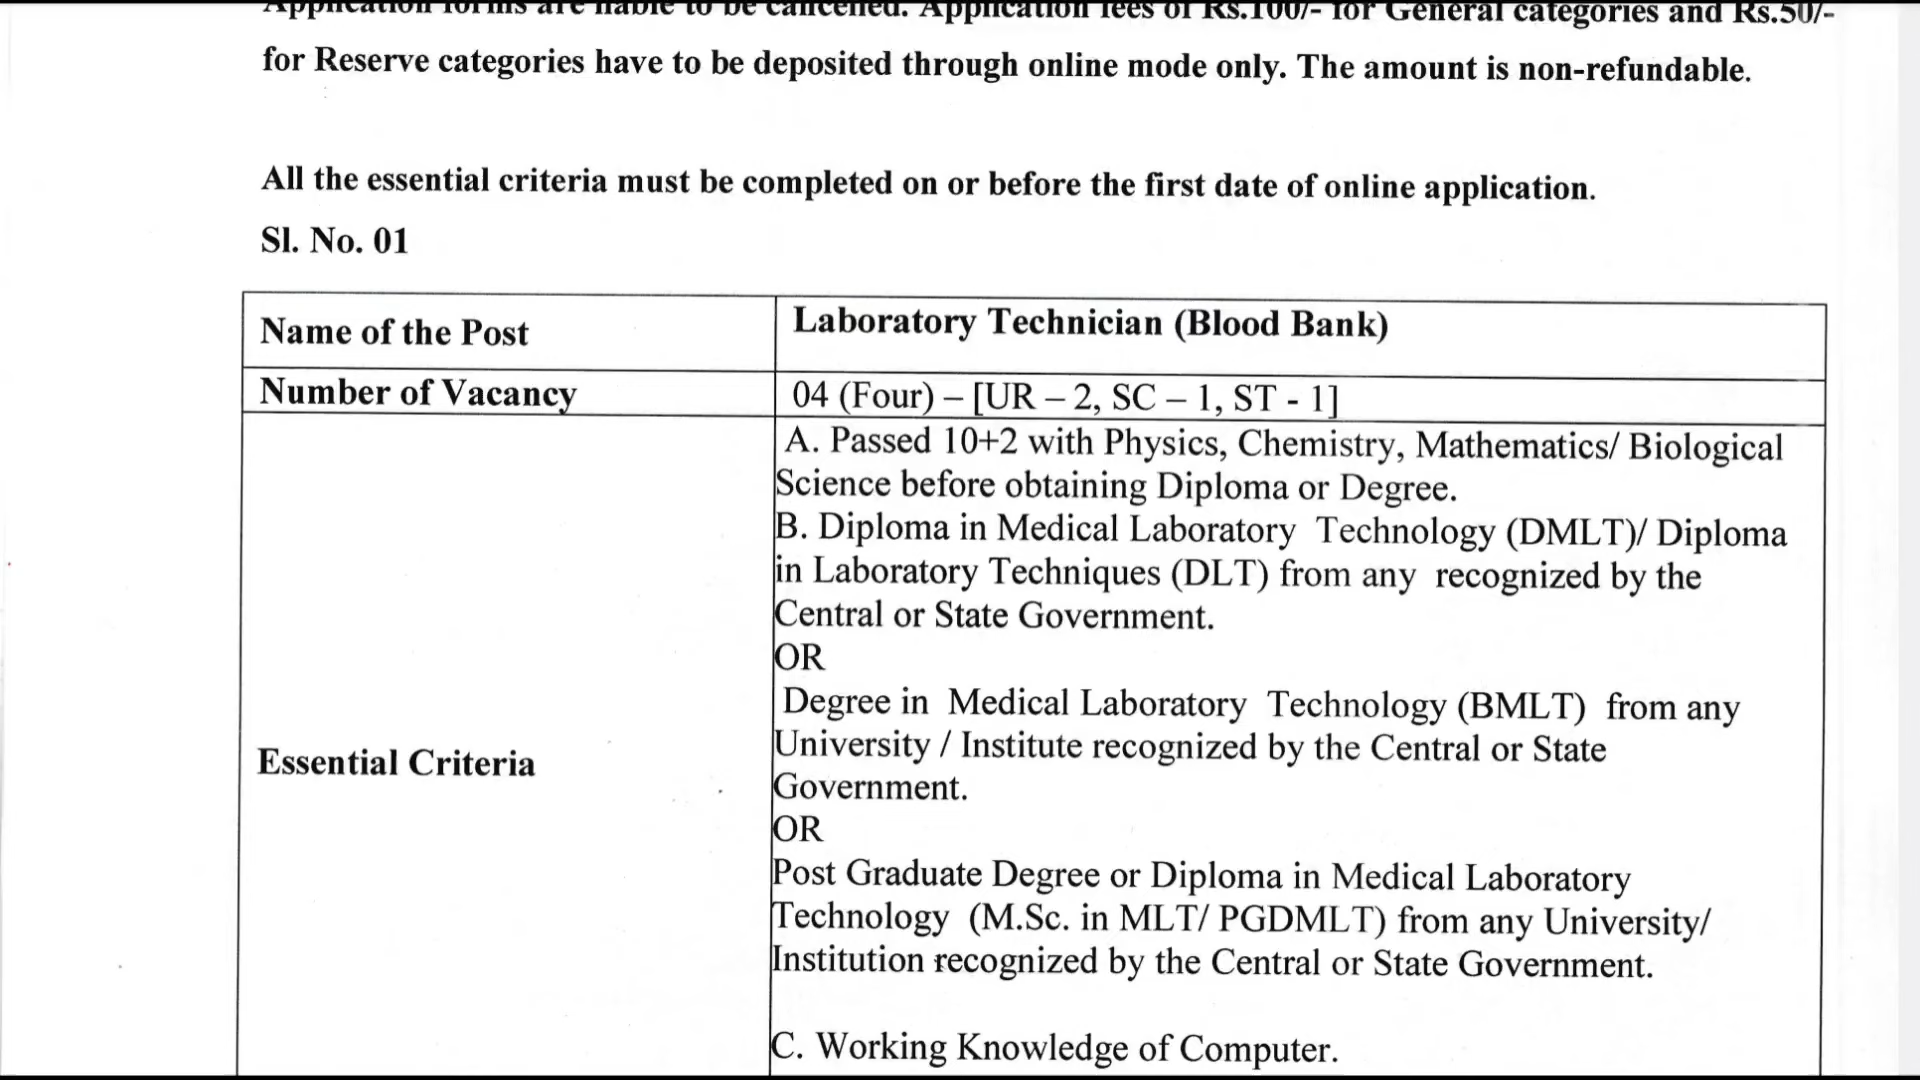 Application forms are liable to be cancelled. Application fees of Rs.100/- for General categories and Rs.50/-
for Reserve categories have to be deposited through online mode only. The amount is non-refundable.
All the essential criteria must be completed on or before the first date of online application.
Sl. No. 01
Name of the Post
Laboratory Technician (Blood Bank)
Number of Vacancy
04 (Four) – [UR – 2, SC – 1, ST - 1]
Essential Criteria
A. Passed 10+2 with Physics, Chemistry, Mathematics/ Biological
Science before obtaining Diploma or Degree.
B. Diploma in Medical Laboratory Technology (DMLT)/ Diploma
in Laboratory Techniques (DLT) from any recognized by the
Central or State Government.
OR
Degree in Medical Laboratory Technology (BMLT) from any
University / Institute recognized by the Central or State
Government.
OR
Post Graduate Degree or Diploma in Medical Laboratory
Technology (M.Sc. in MLT/ PGDMLT) from any University/
Institution recognized by the Central or State Government.
C. Working Knowledge of Computer.